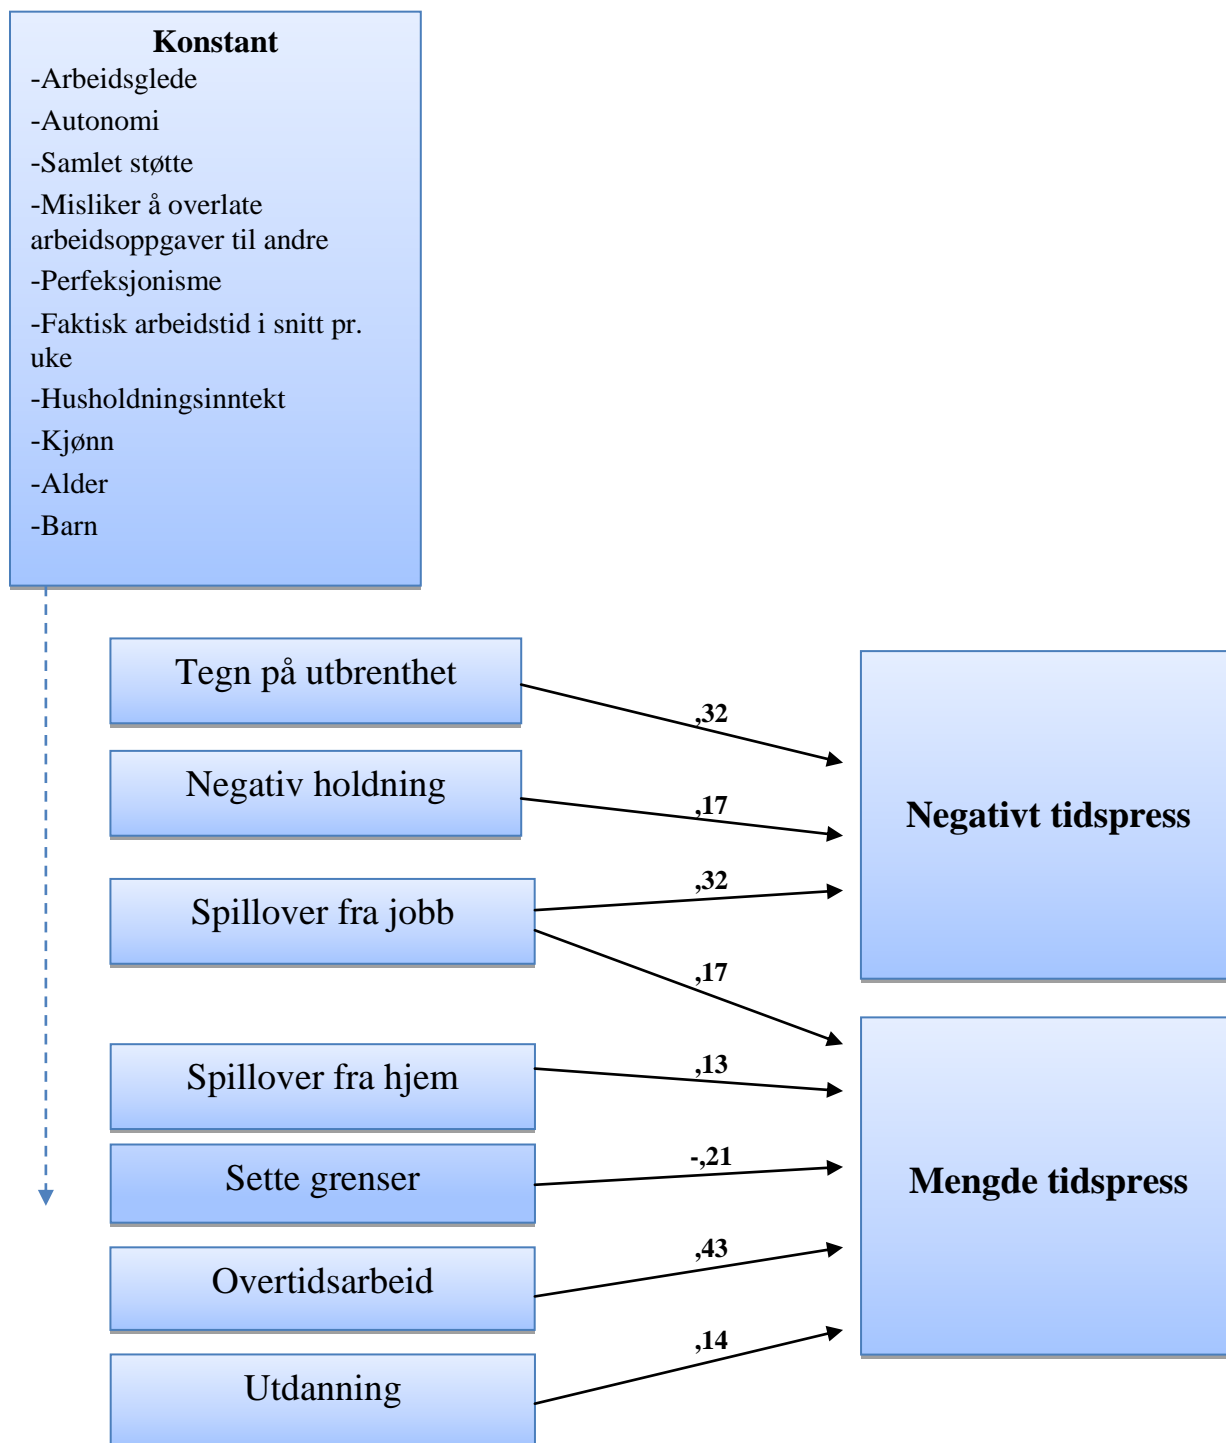 Konstant
-Arbeidsglede
-Autonomi
-Samlet støtte
-Misliker å overlate
arbeidsoppgaver til andre
-Perfeksjonisme
-Faktisk arbeidstid i snitt pr.
uke
-Husholdningsinntekt
-Kjønn
-Alder
-Barn
Tegn på utbrenthet
,32
Negativ holdning
,17
Negativt tidspress
Spillover fra jobb
,32
,17
Spillover fra hjem
,13
Sette grenser
-,21
Mengde tidspress
Overtidsarbeid
,43
Utdanning
,14